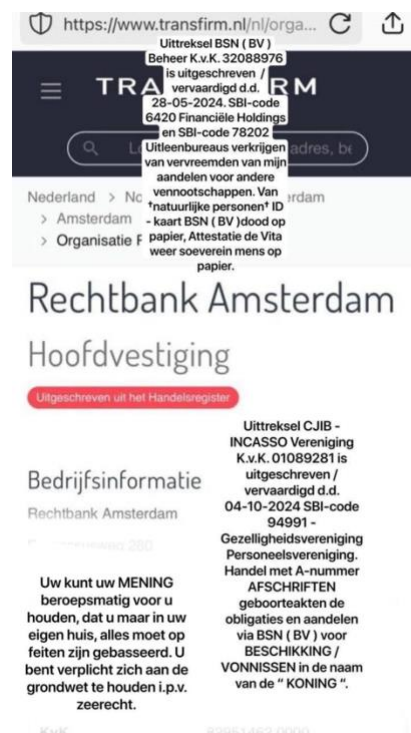 https://www.transfirm.nl/nl/orga...
Uittreksel BSN ( BV )
Beheer K.v.K. 32088976
is uitgeschreven /
vervaardigd d.d.
28-05-2024. SBI-code
6420 Financiële Holdings
en SBI-code 78202
Uitleenbureaus verkrijgen
van vervreemden van mijn
aandelen voor andere
vennootschappen. Van
†natuurlijke personen† ID
- kaart BSN ( BV )dood op
papier, Attestatie de Vita
weer soeverein mens op
papier.
TRA RM
adres, be
Nederland > No rdam
> Amsterdam
> Organisatie
Rechtbank Amsterdam
Hoofdvestiging
Uitgeschreven uit het Handelsregister
Bedrijfsinformatie
Rechtbank Amsterdam
Uw kunt uw MENING
beroepsmatig voor u
houden, dat u maar in uw
eigen huis, alles moet op
feiten zijn gebasseerd. U
bent verplicht zich aan de
grondwet te houden i.p.v.
zeerecht.
Uittreksel CJIB -
INCASSO Vereniging
K.v.K. 01089281 is
uitgeschreven /
vervaardigd d.d.
04-10-2024 SBI-code
94991 -
Gezelligheidsvereniging
Personeelsvereniging.
Handel met A-nummer
AFSCHRIFTEN
geboorteakten de
obligaties en aandelen
via BSN ( BV ) voor
BESCHIKKING /
VONNISSEN in de naam
van de “ KONING “.